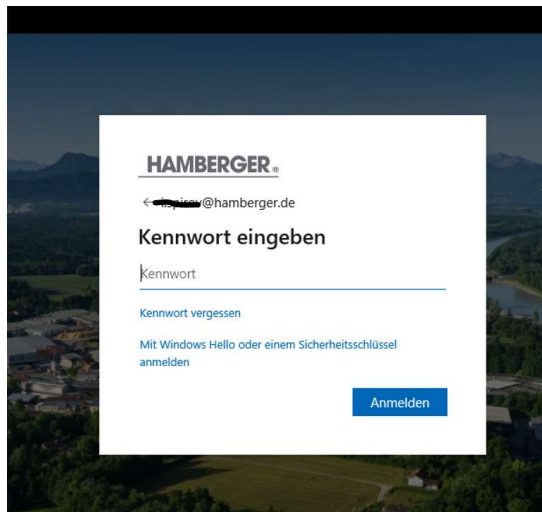 HAMBERGER®
@hamberger.de
Kennwort eingeben
Kennwort
Kennwort vergessen
Mit Windows Hello oder einem Sicherheitsschlüssel
anmelden
Anmelden